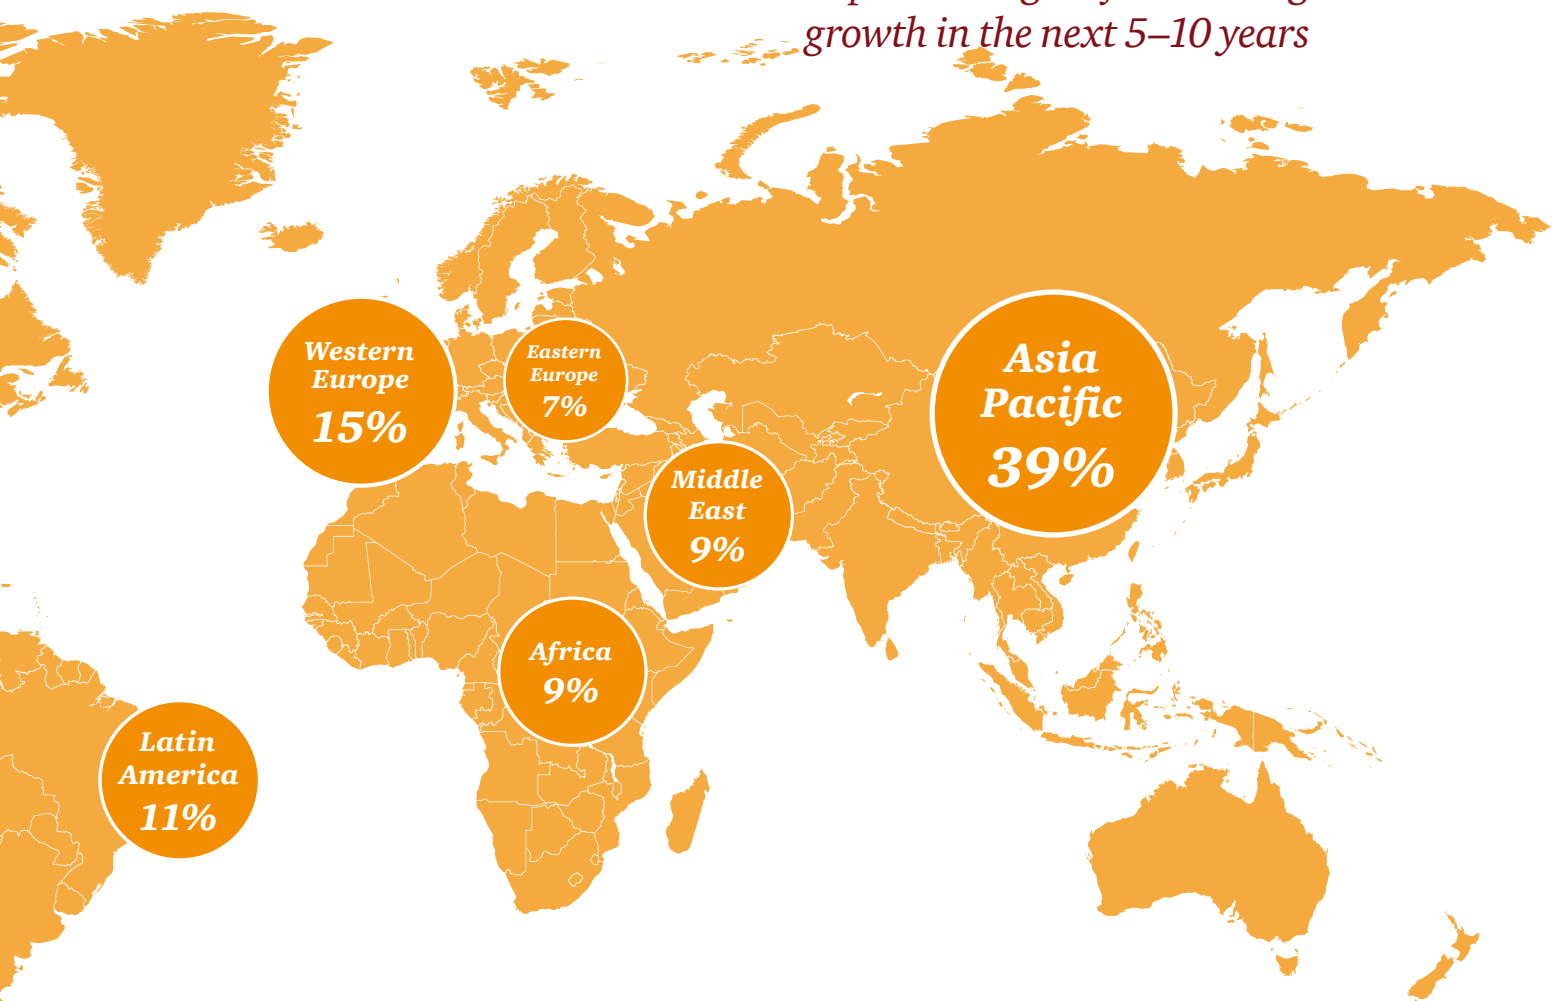 growth in the next 5–10 years
Western
Europe
15%
Eastern
Europe
7%
Asia
Pacific
39%
Middle
East
9%
Africa
9%
Latin
America
11%